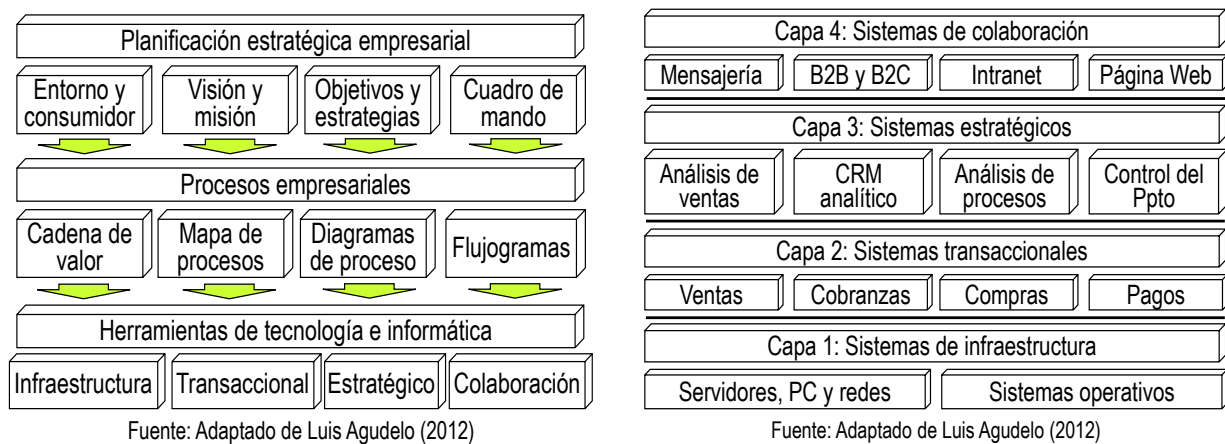 Planificación estratégica empresarial
Entorno y
consumidor
Visión y
misión
Objetivos y
estrategias
Cuadro de
mando
Procesos empresariales
Cadena de
valor
Mapa de
procesos
Diagramas
de proceso
Flujogramas
Herramientas de tecnología e informática
Infraestructura
Transaccional
Estratégico
Colaboración
Fuente: Adaptado de Luis Agudelo (2012)
Capa 4: Sistemas de colaboración
Mensajería
B2B y B2C
Intranet
Página Web
Capa 3: Sistemas estratégicos
Análisis de
ventas
CRM
analítico
Análisis de
procesos
Control del
Ppto
Capa 2: Sistemas transaccionales
Ventas
Cobranzas
Compras
Pagos
Capa 1: Sistemas de infraestructura
Servidores, PC y redes
Sistemas operativos
Fuente: Adaptado de Luis Agudelo (2012)